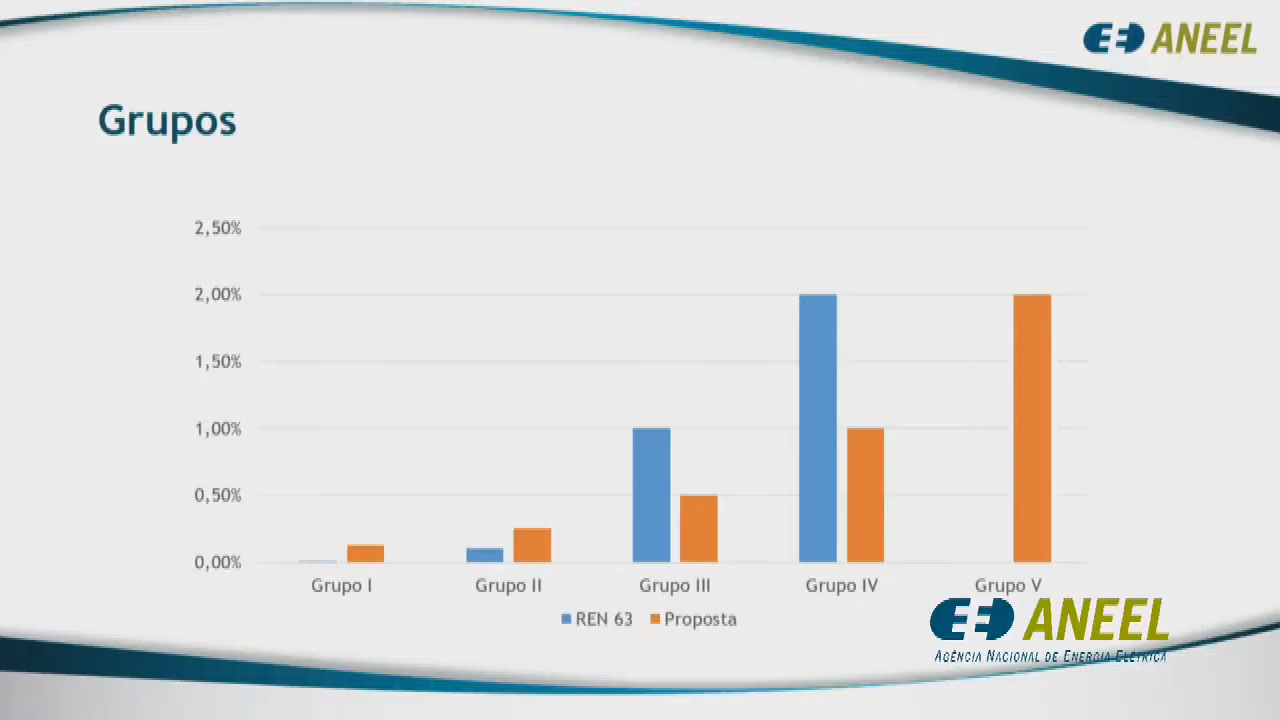 ANEEL
Grupos
2,50%
2,00%
1,50%
1,00%
0,50%
0,00%
Grupo I Grupo II Grupo III Grupo IV Grupo V
REN 63 Proposta
ANEEL
AGÊNCIA NACIONAL DE ENERGIA ELÉTRICA